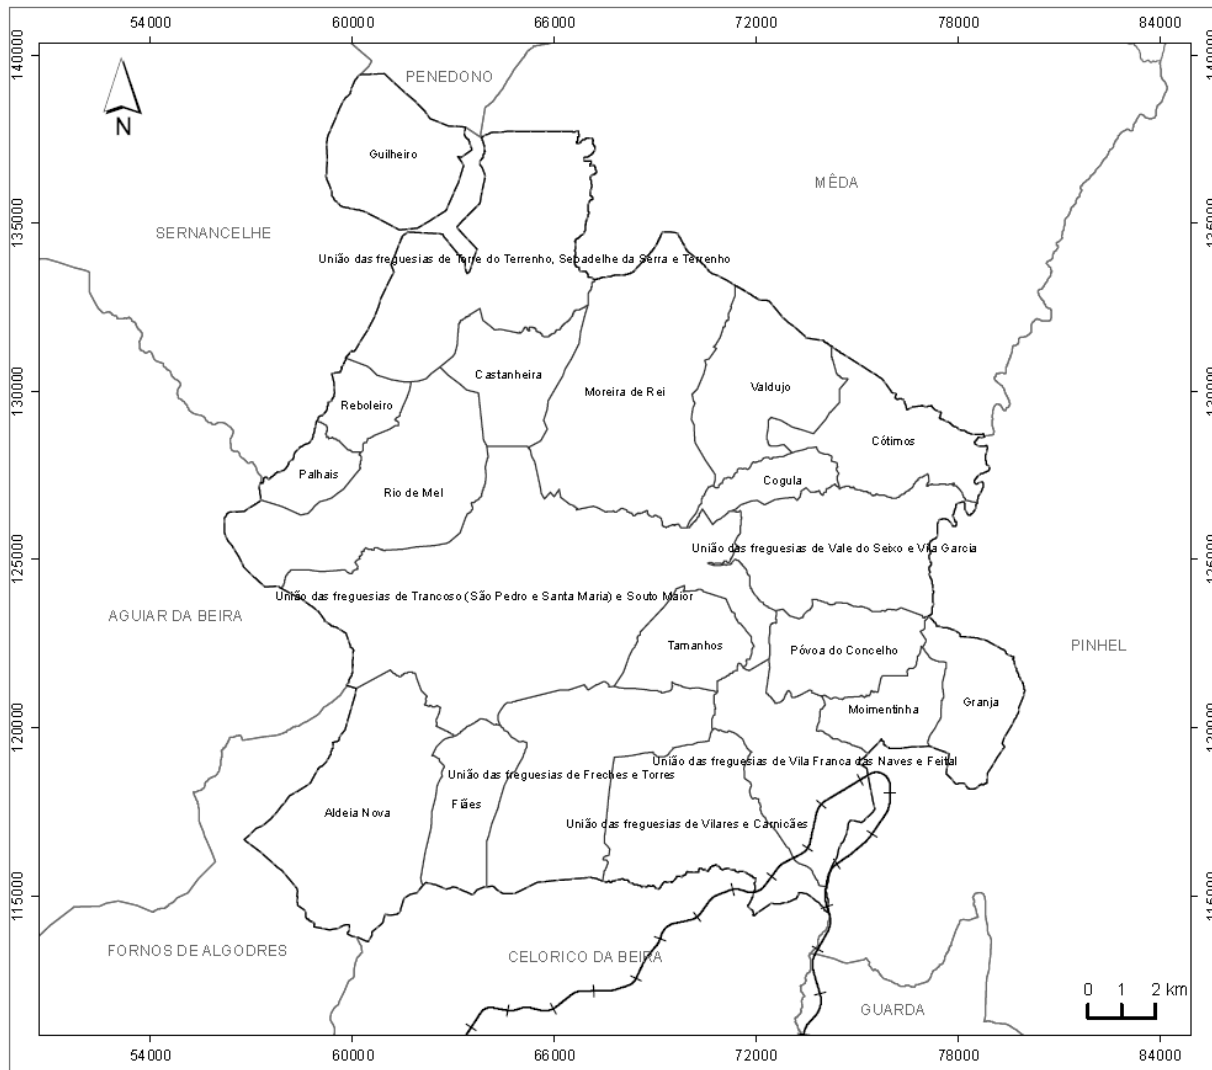 54000 60000 66000 72000 78000 84000
140000 140000
PENEDONO
N
Guilheiro
MÊDA
135000 135000
SERNANCELHE
União das freguesias de Torre do Terrenho, Sebadelhe da Serra e Terrenho
Castanheira
Valdujo
Moreira de Rei
130000 130000
Reboleiro
Cótimos
Palhais
Cogula
Rio de Mel
União das freguesias de Vale do Seixo e Vila Garcia
125000 125000
União das freguesias de Trancoso (São Pedro e Santa Maria) e Souto Maior
AGUIAR DA BEIRA
Tamanhos
Póvoa do Concelho
PINHEL
Granja
Moimentinha
120000 120000
União das freguesias de Vila Franca das Naves e Feital
União das freguesias de Freches e Torres
Fiães
Aldeia Nova
União das freguesias de Vilares e Carnicães
115000 115000
FORNOS DE ALGODRES
CELORICO DA BEIRA
0 1 2 km
GUARDA
54000 60000 66000 72000 78000 84000